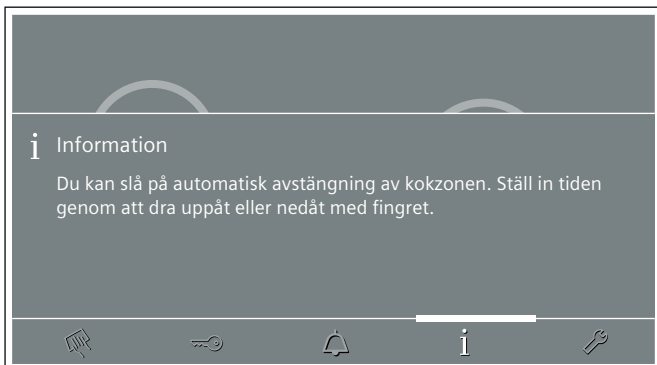 i Information
Du kan slå på automatisk avstängning av kokzonen. Ställ in tiden
genom att dra uppåt eller nedåt med fingret.
i